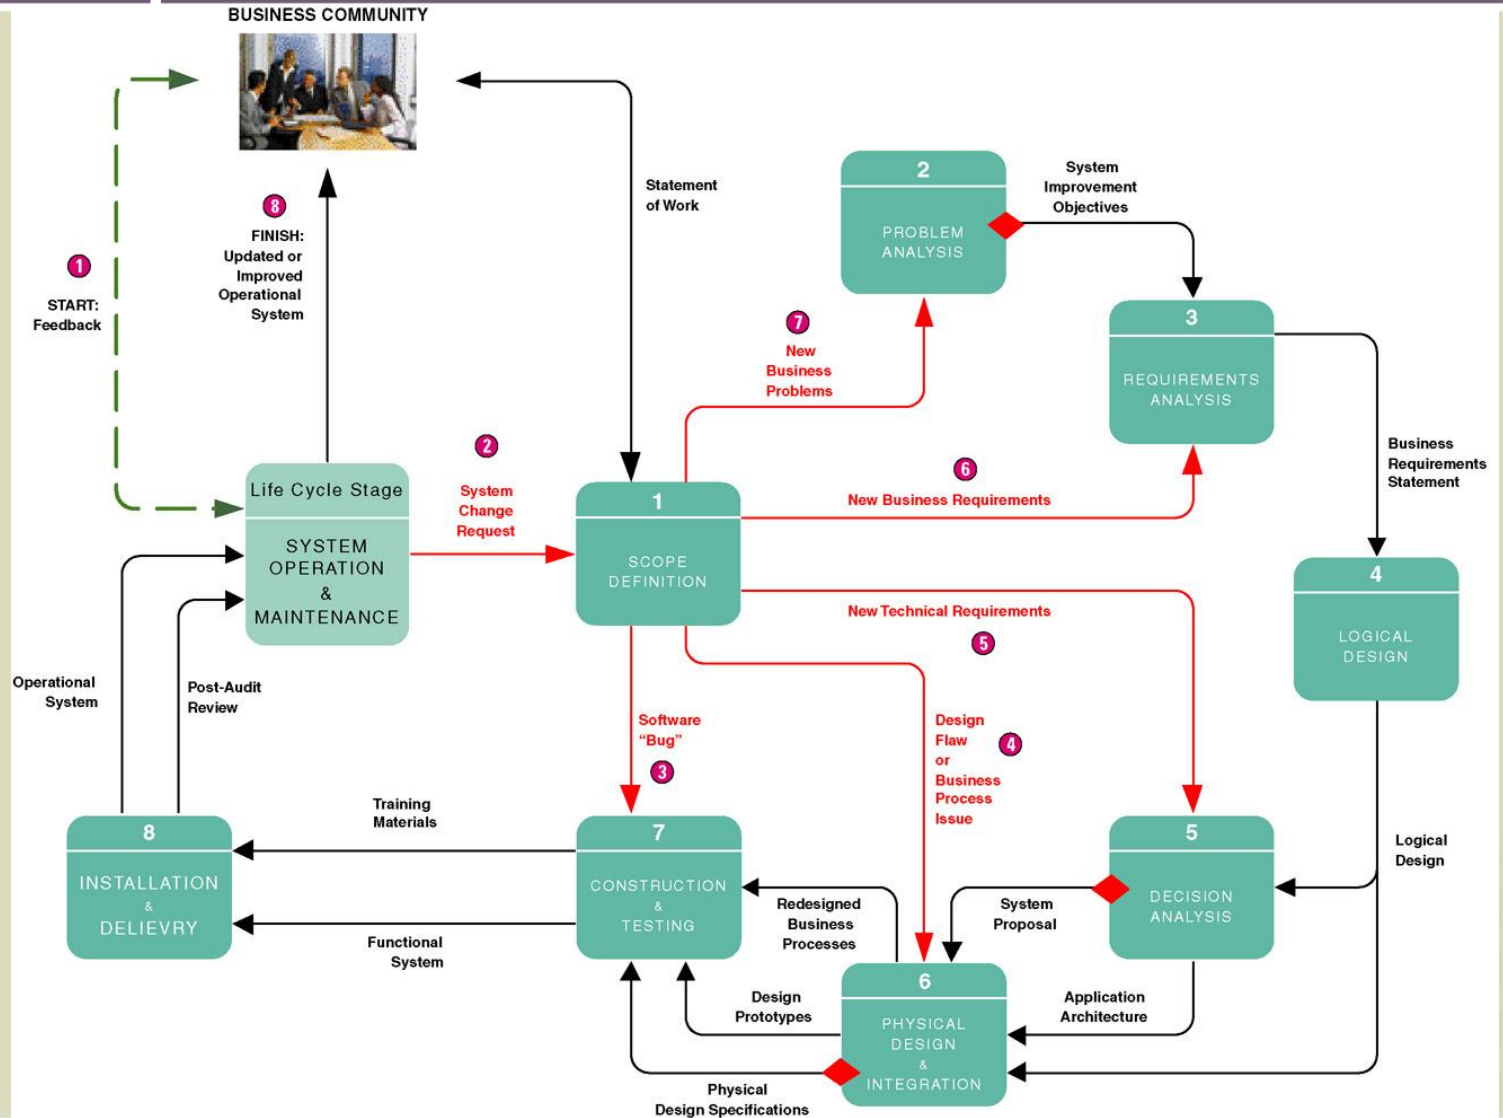 BUSINESS COMMUNITY
1
START:
Feedback
8
FINISH:
Updated or
Improved
Operational
System
Statement
of Work
2
PROBLEM
ANALYSIS
System
Improvement
Objectives
3
REQUIREMENTS
ANALYSIS
7
New
Business
Problems
6
New Business Requirements
Business
Requirements
Statement
Life Cycle Stage
SYSTEM
OPERATION
&
MAINTENANCE
2
System
Change
Request
1
SCOPE
DEFINITION
New Technical Requirements
5
4
LOGICAL
DESIGN
Operational
System
Post-Audit
Review
Software
“Bug”
3
Design
Flaw
or
Business
Process
Issue
4
8
INSTALLATION
&
DELIEVRY
Training
Materials
Functional
System
7
CONSTRUCTION
&
TESTING
Redesigned
Business
Processes
System
Proposal
5
DECISION
ANALYSIS
Logical
Design
Design
Prototypes
6
PHYSICAL
DESIGN
&
INTEGRATION
Application
Architecture
Physical
Design Specifications